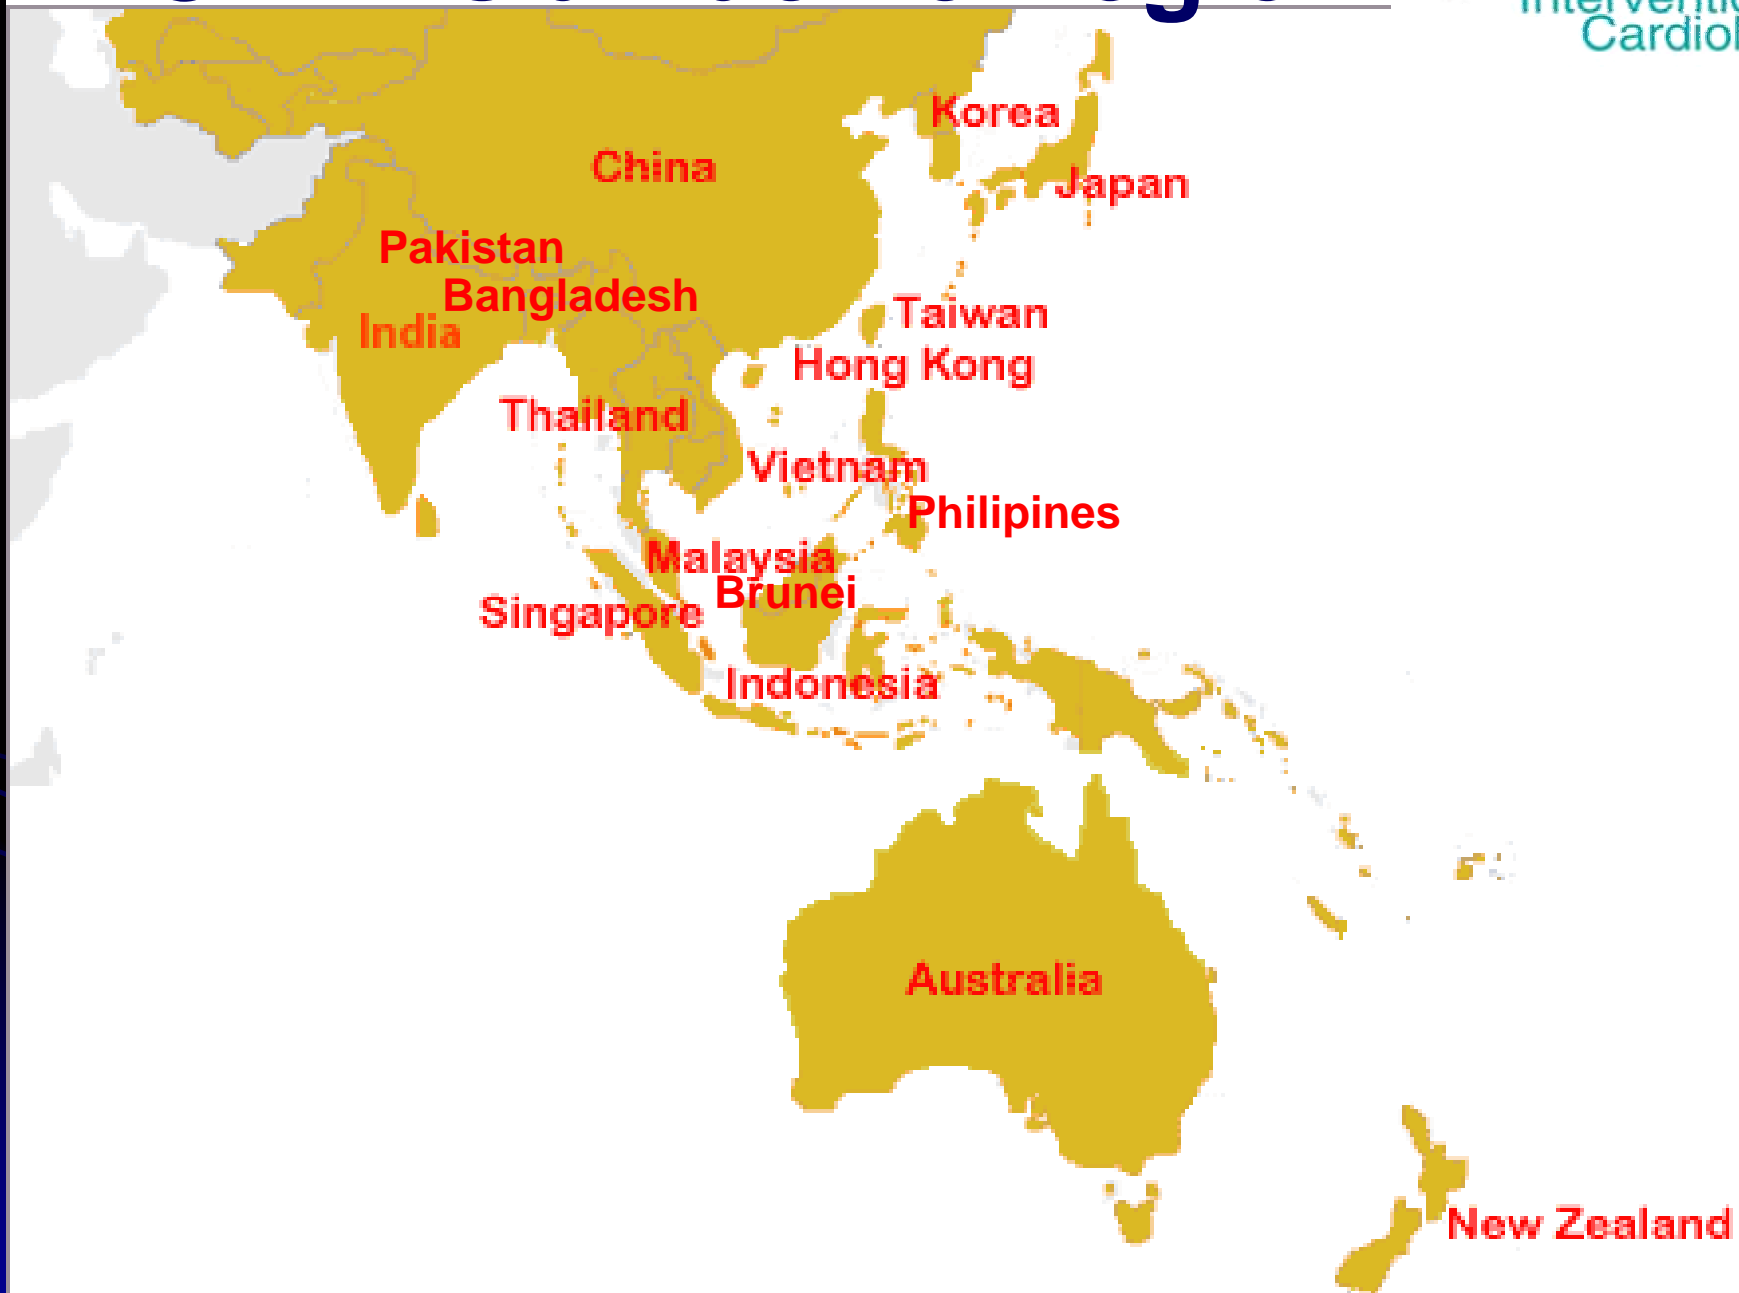 Cardiol
Korea
China
Japan
Pakistan
Bangladesh
Taiwan
India
Hong Kong
Thailand
Vietnam
Philipines
Malaysia
Brunei
Singapore
Indonesia
Australia
New Zealand